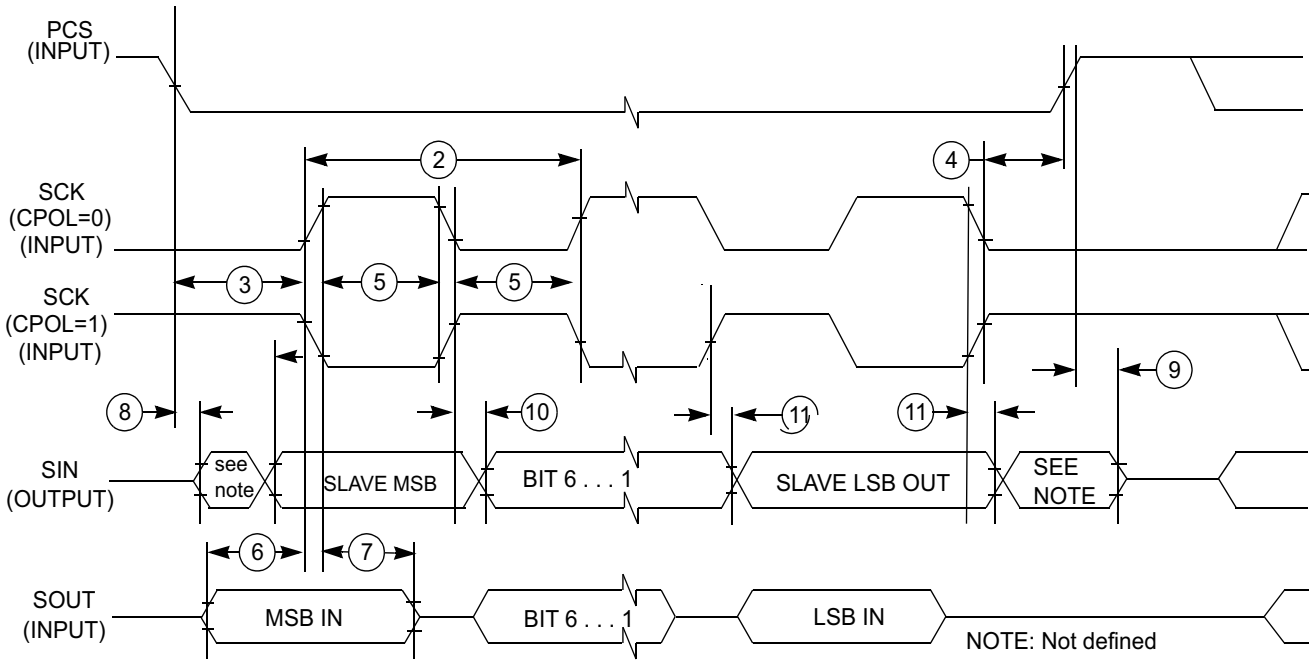 PCS
(INPUT)
2
4
SCK
(CPOL=0)
(INPUT)
3
5
5
SCK
(CPOL=1)
(INPUT)
8
10
11
11
9
SIN
(OUTPUT)
see
note
SLAVE MSB
BIT 6 . . . 1
SLAVE LSB OUT
SEE
NOTE
6
7
SOUT
(INPUT)
MSB IN
BIT 6 . . . 1
LSB IN
NOTE: Not defined